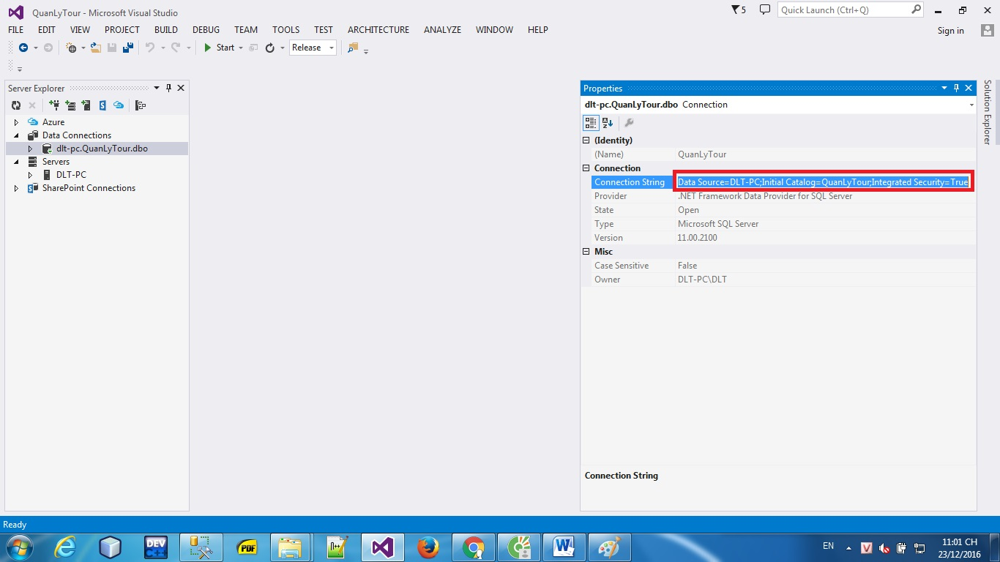 QuanLyTour - Microsoft Visual Studio
5
Quick Launch (Ctrl+Q)
FILE EDIT VIEW PROJECT BUILD DEBUG TEAM TOOLS TEST ARCHITECTURE ANALYZE WINDOW HELP
Sign in
Start
Release
Server Explorer
Azure
Data Connections
dlt-pc.QuanLyTour.dbo
Servers
DLT-PC
SharePoint Connections
Properties
dlt-pc.QuanLyTour.dbo Connection
(Identity)
(Name) QuanLyTour
Connection
Connection String Data Source=DLT-PC;Initial Catalog=QuanLyTour;Integrated Security=True
Provider .NET Framework Data Provider for SQL Server
State Open
Type Microsoft SQL Server
Version 11.00.2100
Misc
Case Sensitive False
Owner DLT-PC\DLT
Connection String
Solution Explorer
Ready
DEV
C++
PDF
n++
EN
V
11:01 CH
23/12/2016